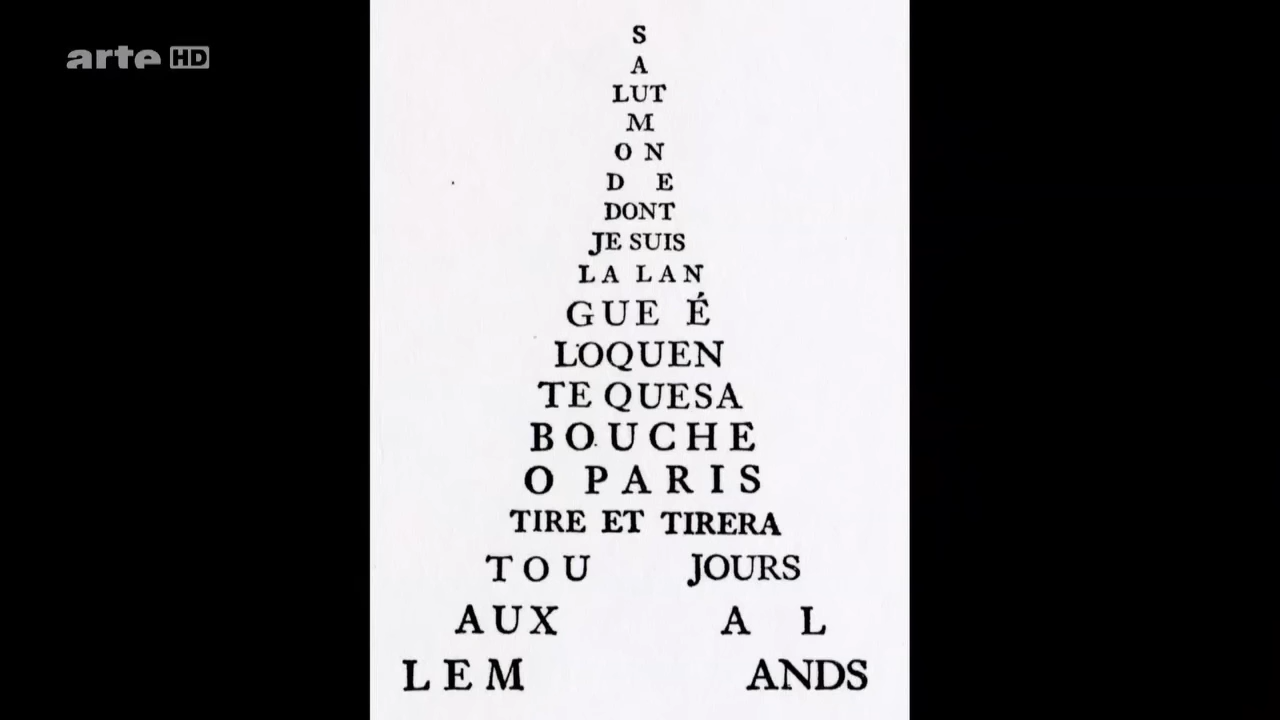 arte HD
S
A
LUT
M
O N
D E
DONT
JE SUIS
LA LAN
GUE É
LOQUEN
TE QUESA
BOUCHE
O PARIS
TIRE ET TIRERA
TOU JOURS
AUX A L
LEM ANDS